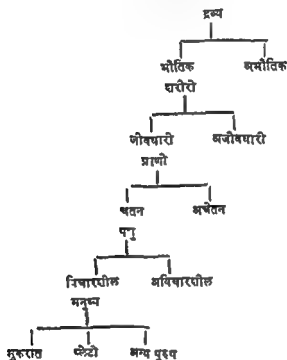 द्रव्य
भौतिक अभौतिक
शरीरी
जीवधारी अजीवधारी
प्राणी
चेतन अचेतन
पशु
विचारशील अविचारशील
मनुष्य
सुकरात प्लेटो अन्य पुरुष